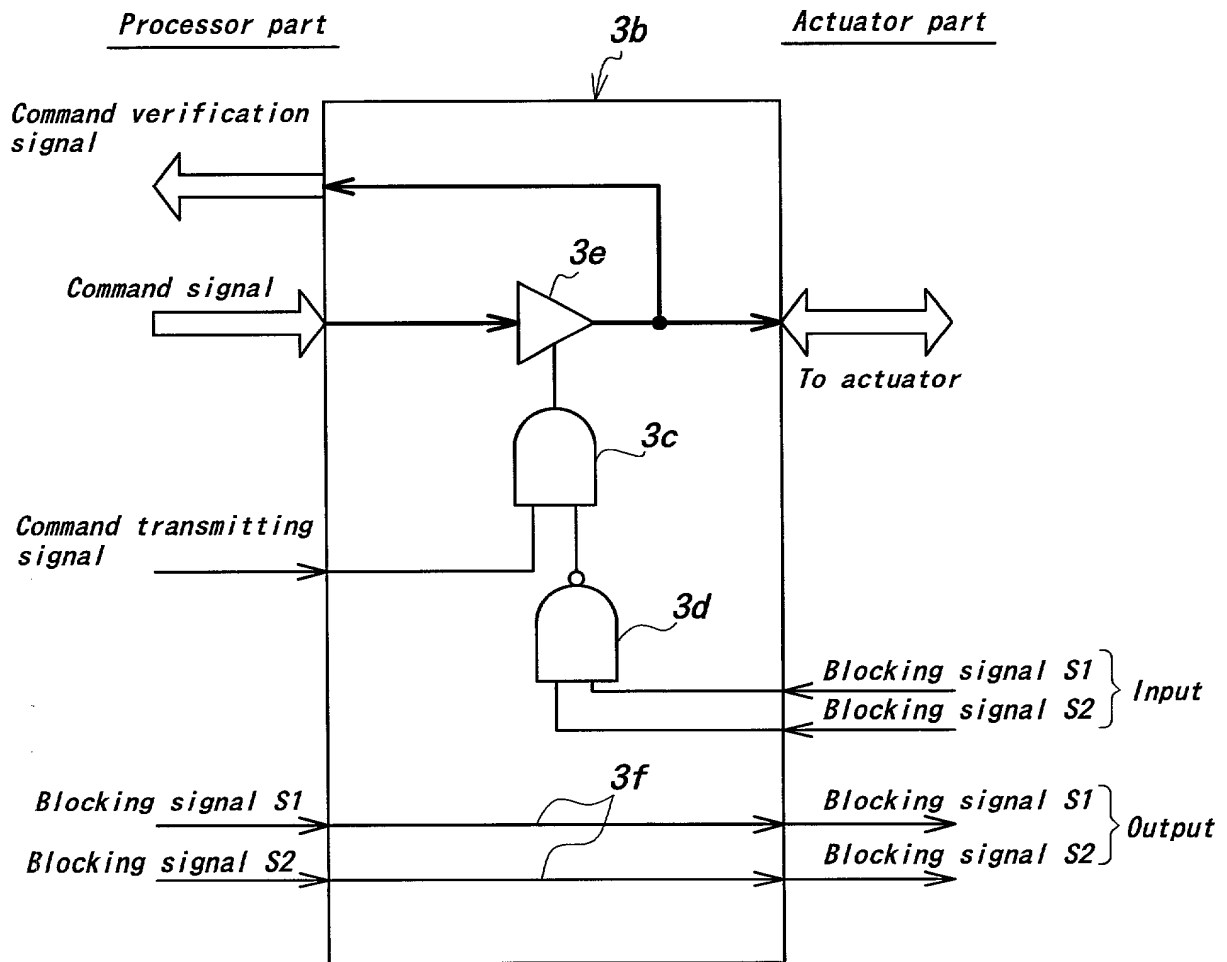 Processor part
3b
Actuator part
Command verification
signal
3e
Command signal
To actuator
3c
Command transmitting
signal
3d
Blocking signal S1
Input
Blocking signal S2
3f
Blocking signal S1
Blocking signal S1
Output
Blocking signal S2
Blocking signal S2